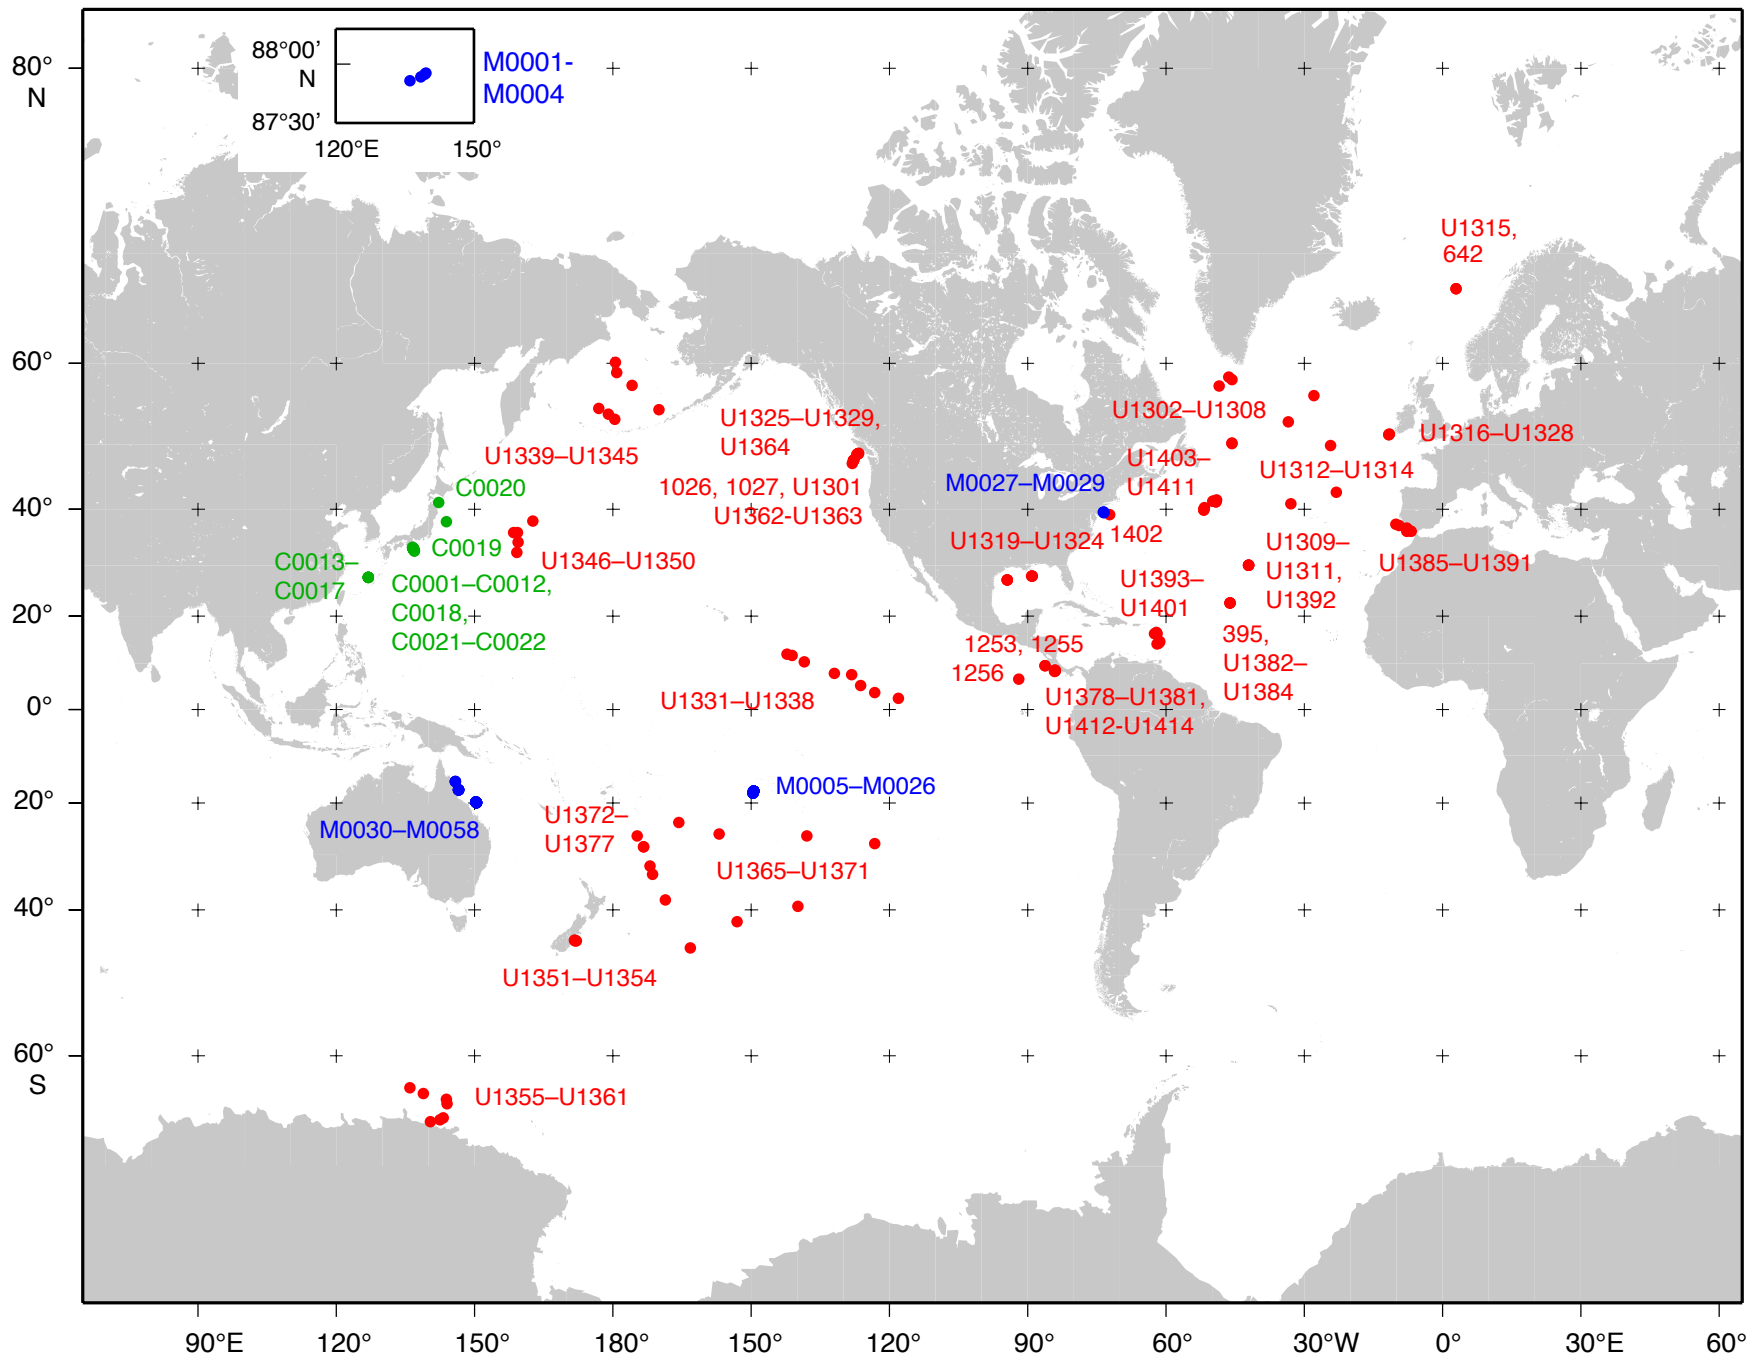 88°00'
N
87°30'
120°E
150°
M0001-
M0004
80°
N
60°
40°
20°
0°
20°
40°
60°
S
U1315,
642
U1302–U1308
U1316–U1328
U1325–U1329,
U1364
U1339–U1345
U1403–
U1411
U1312–U1314
M0027–M0029
1026, 1027, U1301
U1362-U1363
C0020
C0019
U1319–U1324
1402
U1309–
U1311,
U1392
U1385–U1391
C0013–
C0017
U1346–U1350
C0001–C0012,
C0018,
C0021–C0022
U1393–
U1401
1253, 1255
1256
395,
U1382–
U1384
U1331–U1338
U1378–U1381,
U1412-U1414
M0005–M0026
M0030–M0058
U1372–
U1377
U1365–U1371
U1351–U1354
U1355–U1361
90°E
120°
150°
180°
150°
120°
90°
60°
30°W
0°
30°E
60°